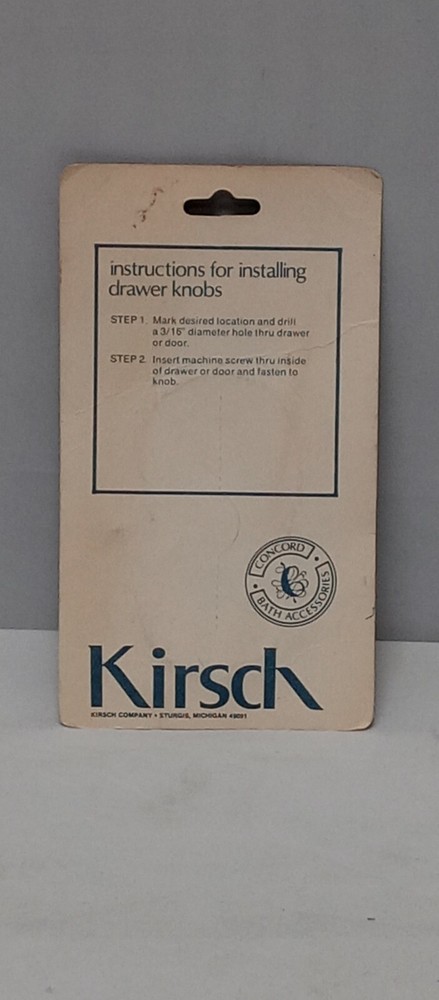 instructions for installing
drawer knobs
STEP 1. Mark desired location and drill
a 3/16" diameter hole thru drawer
or door.
STEP 2. Insert machine screw thru inside
of drawer or door and fasten to
knob.
CONCORD
BATH ACCESSORIES
Kirsch
KIRSCH COMPANY • STURGIS, MICHIGAN 49091